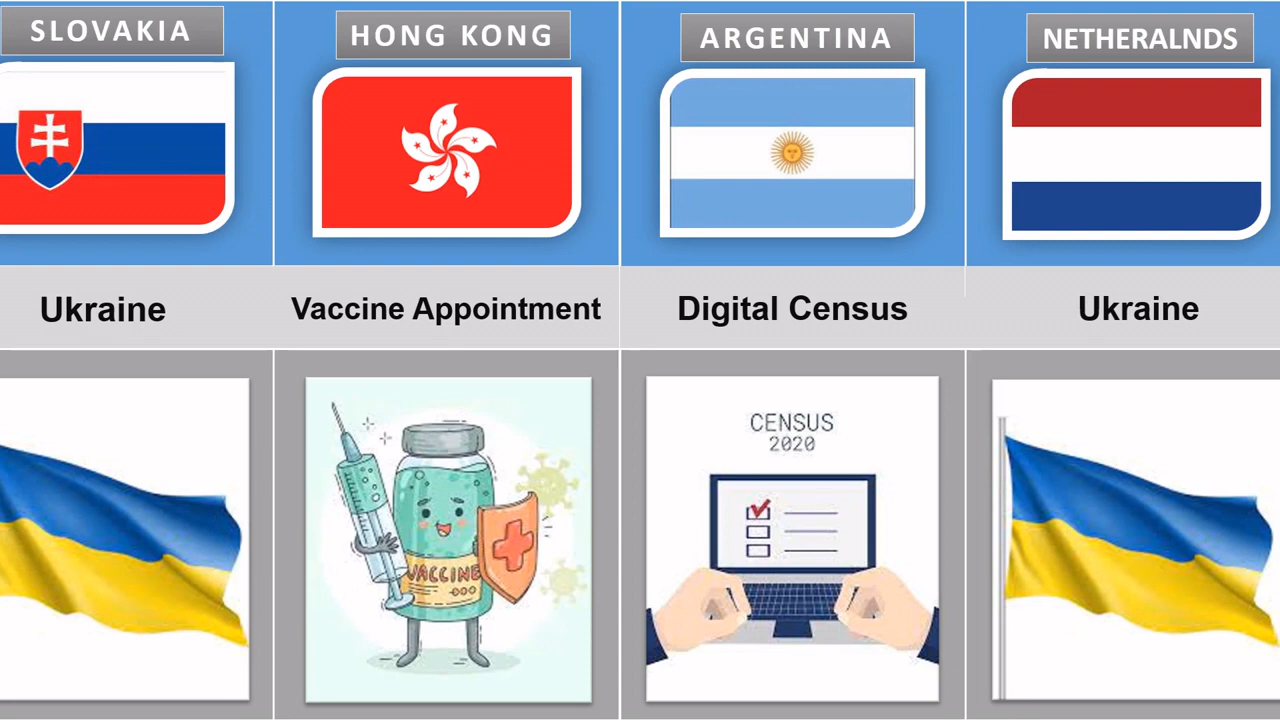 SLOVAKIA
HONG KONG
ARGENTINA
NETHERALNDS
Ukraine
Vaccine Appointment
Digital Census
Ukraine
VACCINE
CENSUS
2020